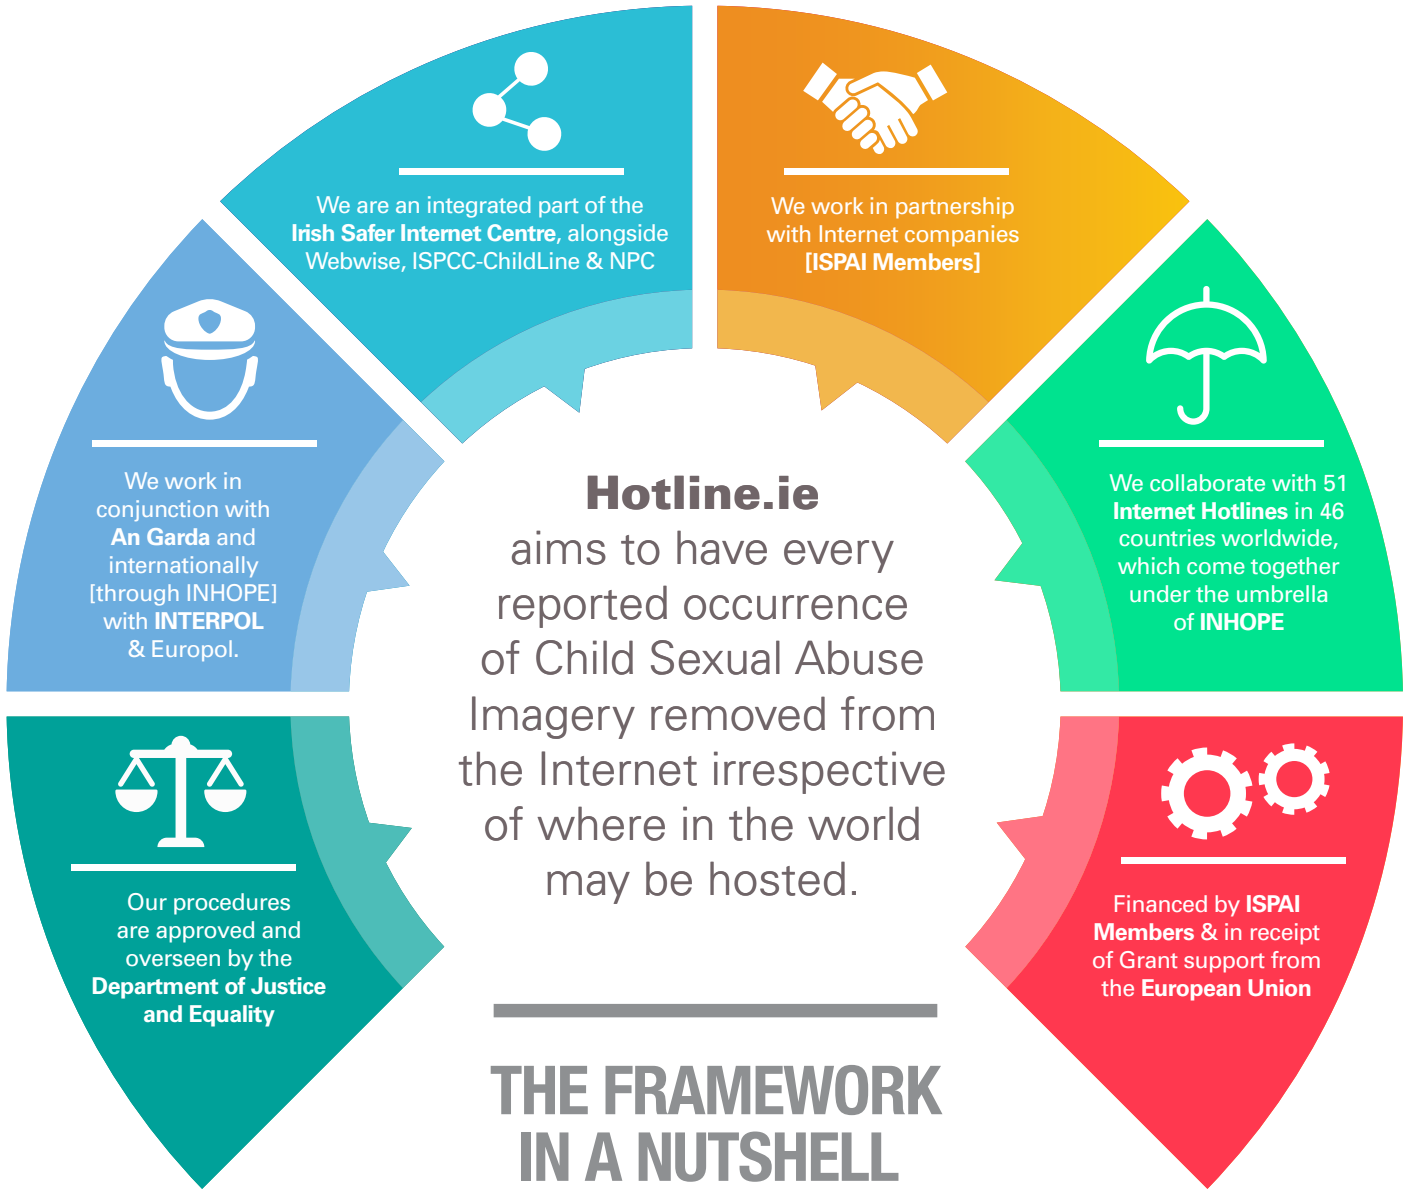 We are an integrated part of the
Irish Safer Internet Centre, alongside
Webwise, ISPCC-ChildLine & NPC
We work in partnership
with Internet companies
[ISPAI Members]
We work in
conjunction with
An Garda and
internationally
[through INHOPE]
with INTERPOL
& Europol.
We collaborate with 51
Internet Hotlines in 46
countries worldwide,
which come together
under the umbrella
of INHOPE
Hotline.ie
aims to have every
reported occurrence
of Child Sexual Abuse
Imagery removed from
the Internet irrespective
of where in the world
may be hosted.
Our procedures
are approved and
overseen by the
Department of Justice
and Equality
Financed by ISPAI
Members & in receipt
of Grant support from
the European Union
THE FRAMEWORK
IN A NUTSHELL